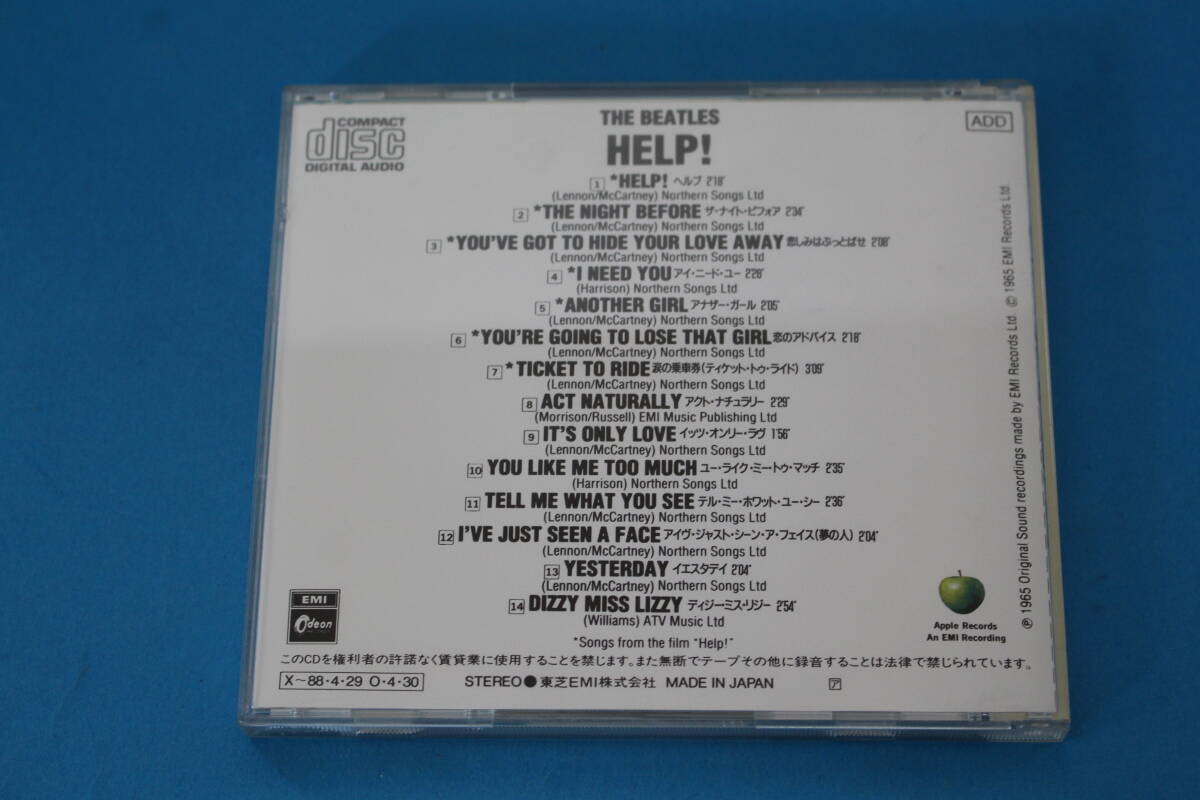 COMPACT
disc
DIGITAL AUDIO
THE BEATLES
HELP!
ADD
1 *HELP! ヘルプ 2'18"
(Lennon/McCartney) Northern Songs Ltd
2 *THE NIGHT BEFORE ザ・ナイト・ビフォア 2'34"
(Lennon/McCartney) Northern Songs Ltd
3 *YOU'VE GOT TO HIDE YOUR LOVE AWAY 悲しみはぶっとばせ 2'08"
(Lennon/McCartney) Northern Songs Ltd
4 *I NEED YOU アイ・ニード・ユー 2'28"
(Harrison) Northern Songs Ltd
5 *ANOTHER GIRL アナザー・ガール 2'05"
(Lennon/McCartney) Northern Songs Ltd
6 *YOU'RE GOING TO LOSE THAT GIRL 恋のアドバイス 2'18"
(Lennon/McCartney) Northern Songs Ltd
7 *TICKET TO RIDE 涙の乗車券(ティケット・トゥ・ライド) 3'09"
(Lennon/McCartney) Northern Songs Ltd
8 ACT NATURALLY アクト・ナチュラリー 2'29"
(Morrison/Russell) EMI Music Publishing Ltd
9 IT'S ONLY LOVE イッツ・オンリー・ラヴ 1'56"
(Lennon/McCartney) Northern Songs Ltd
10 YOU LIKE ME TOO MUCH ユー・ライク・ミー・トゥ・マッチ 2'35"
(Harrison) Northern Songs Ltd
11 TELL ME WHAT YOU SEE テル・ミー・ホワット・ユー・シー 2'36"
(Lennon/McCartney) Northern Songs Ltd
12 I'VE JUST SEEN A FACE アイヴ・ジャスト・シーン・ア・フェイス(夢の人) 2'04"
(Lennon/McCartney) Northern Songs Ltd
13 YESTERDAY イエスタデイ 2'04"
(Lennon/McCartney) Northern Songs Ltd
14 DIZZY MISS LIZZY ディジー・ミス・リジー 2'54"
(Williams) ATV Music Ltd
*Songs from the film "Help!"
EMI
Odeon
Apple Records
An EMI Recording
℗ 1965 Original Sound recordings made by EMI Records Ltd. © 1965 EMI Records Ltd.
このCDを権利者の許諾なく賃貸業に使用することを禁じます。また無断でテープその他に録音することは法律で禁じられています。
X〜88・4・29 O・4・30
STEREO●東芝EMI株式会社 MADE IN JAPAN
ア